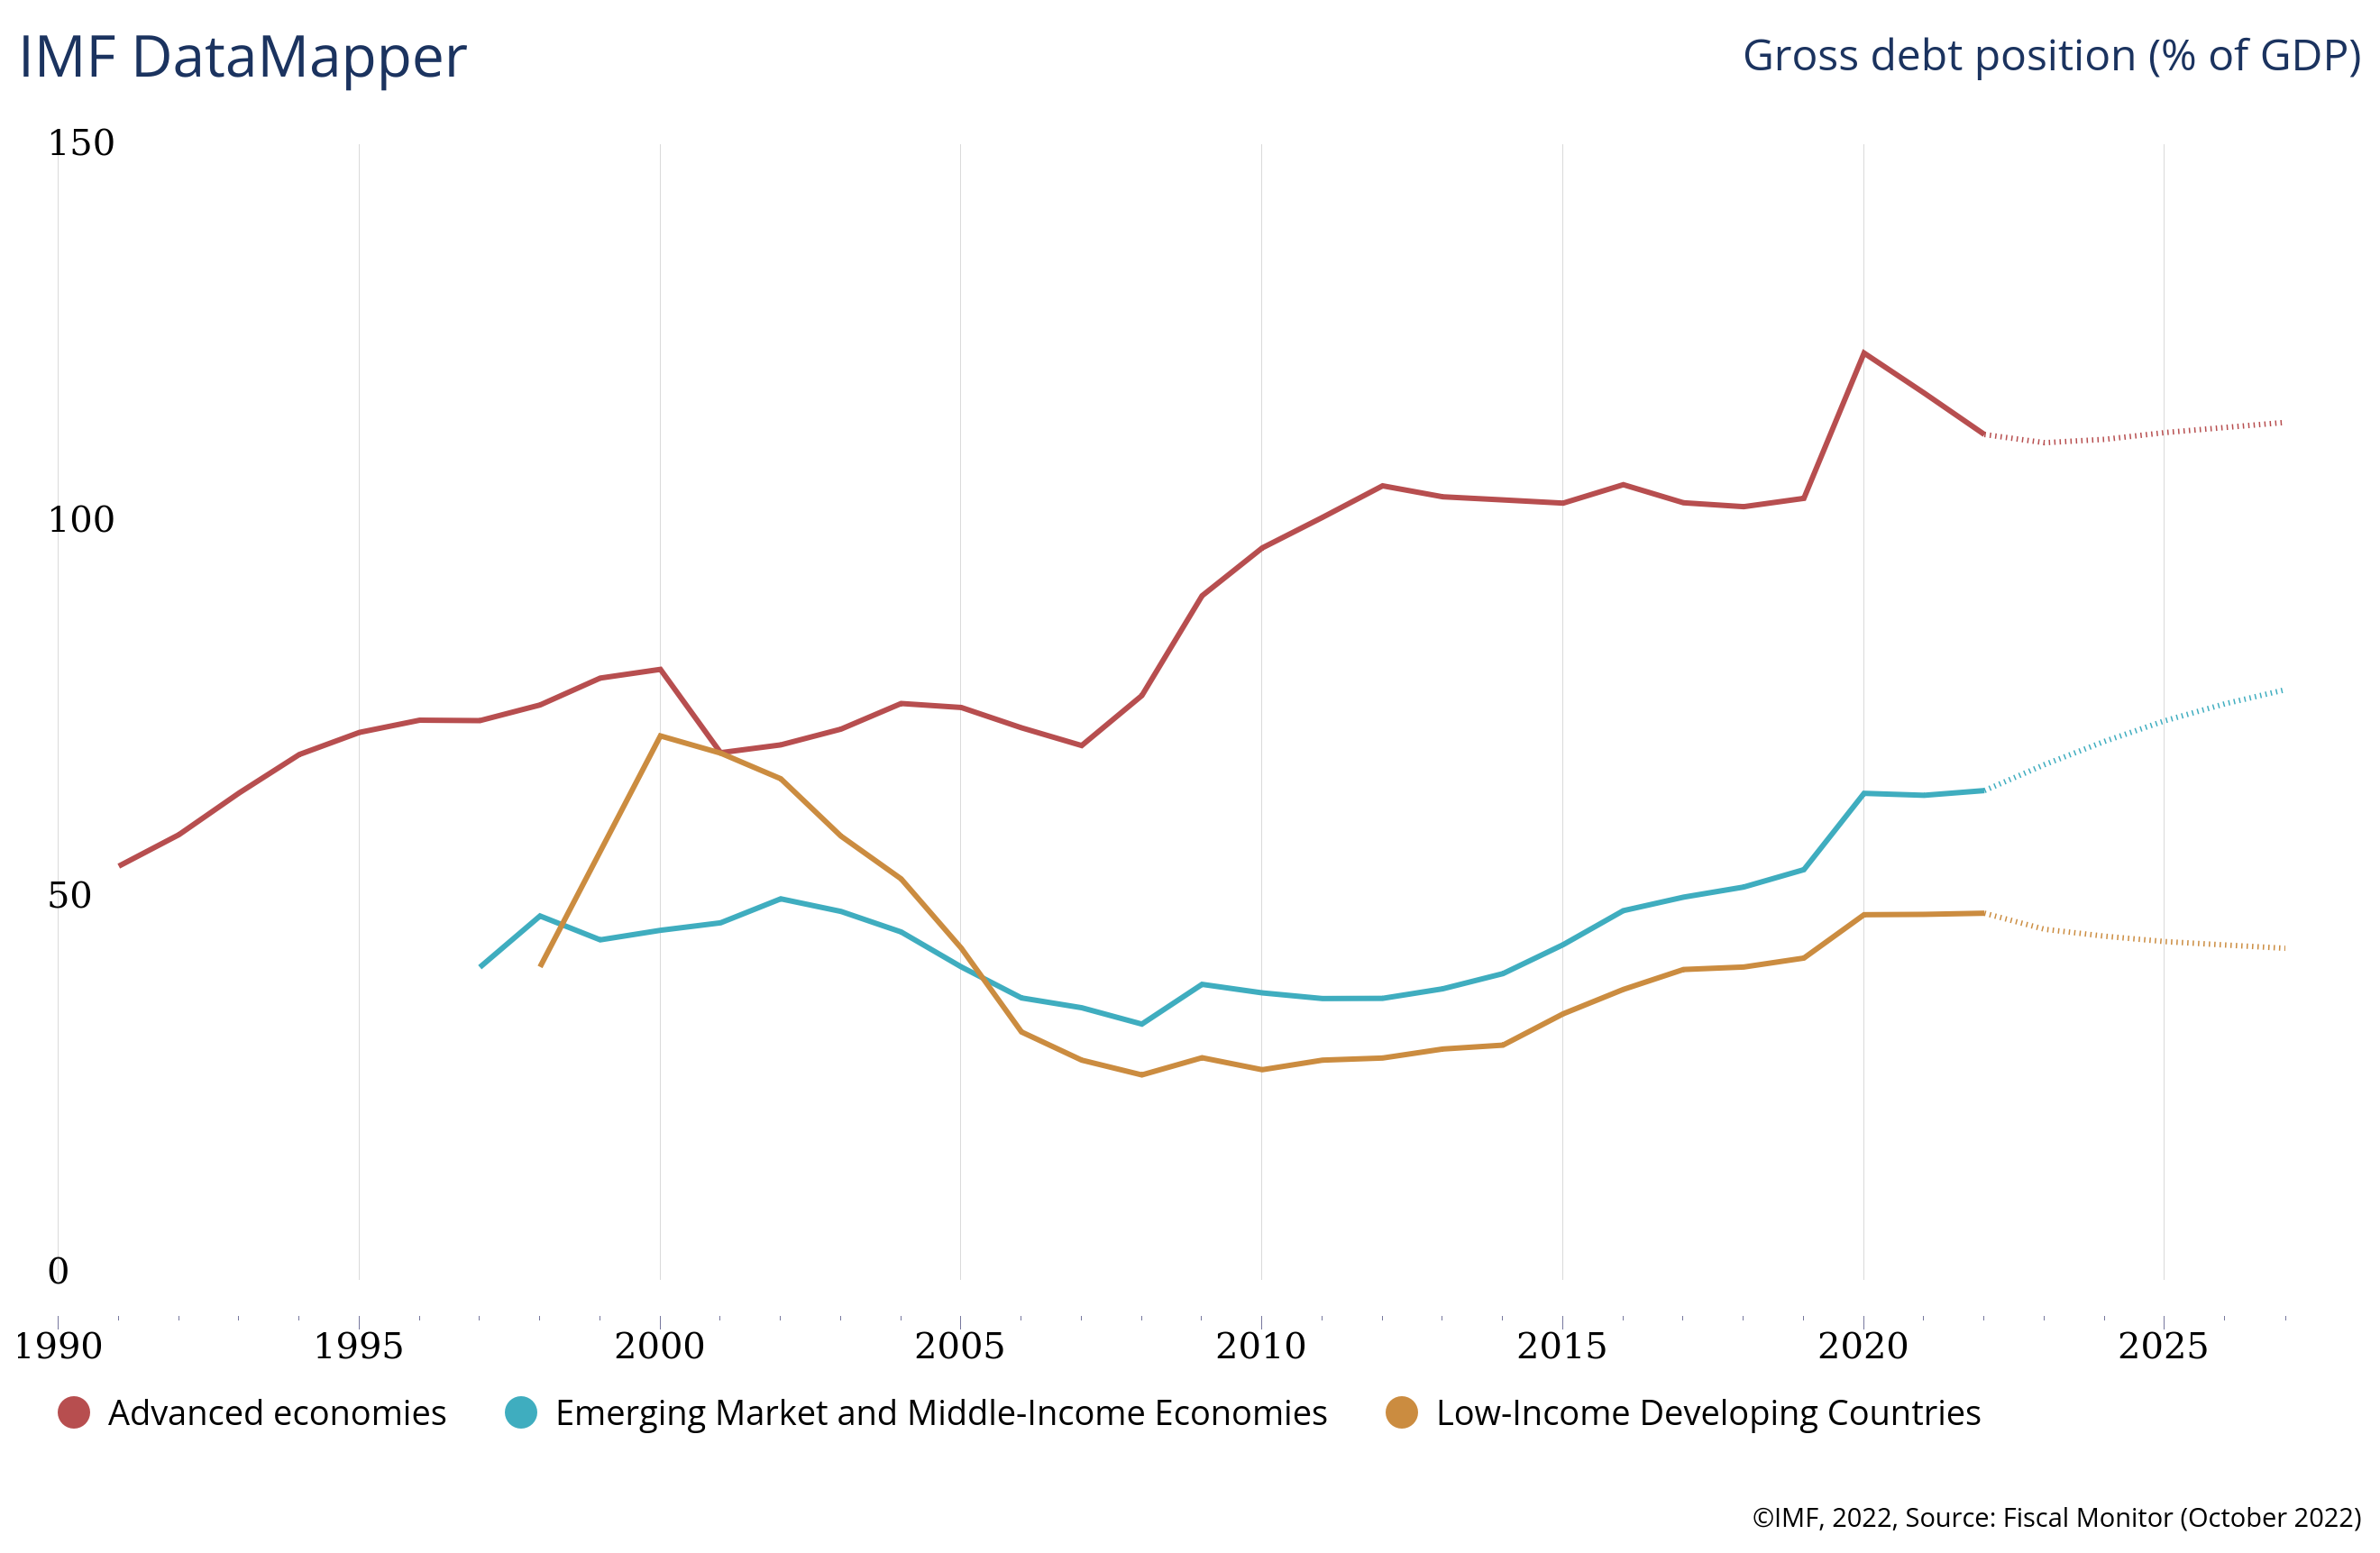 IMF DataMapper
Gross debt position (% of GDP)
150
100
50
0
1990 1995 2000 2005 2010 2015 2020 2025
Advanced economies Emerging Market and Middle-Income Economies Low-Income Developing Countries
©IMF, 2022, Source: Fiscal Monitor (October 2022)